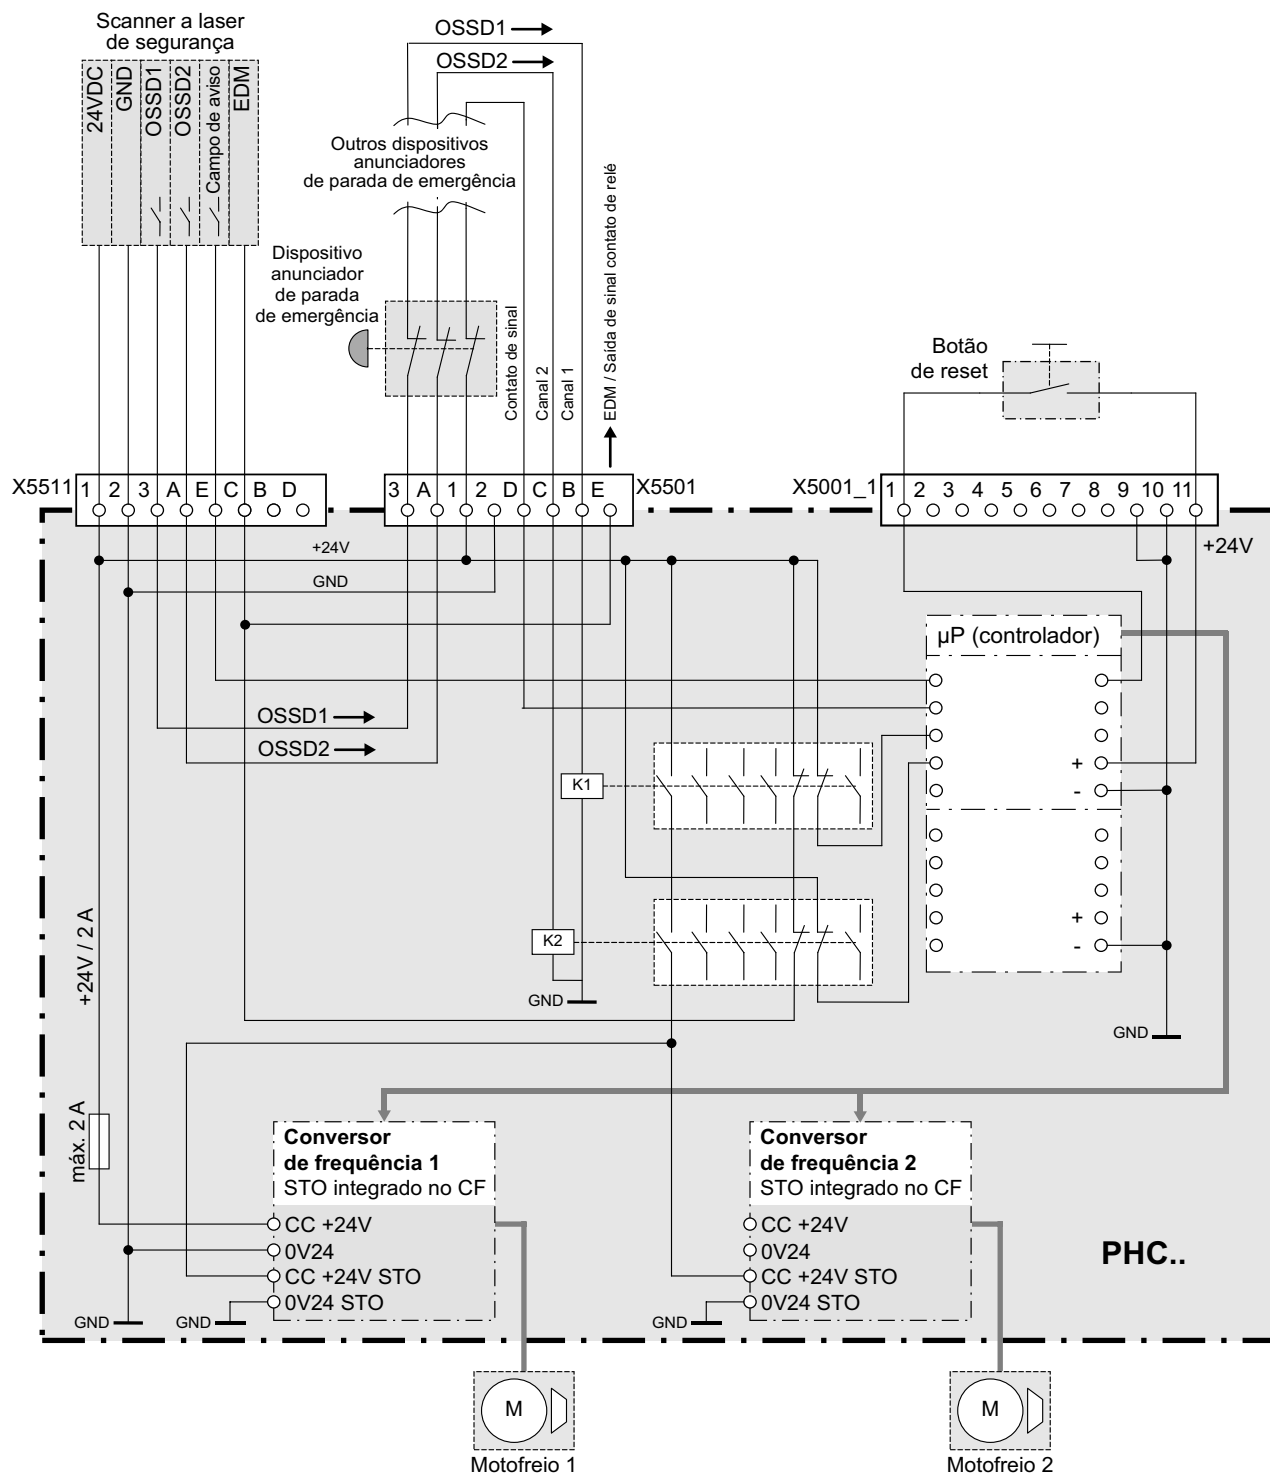 Scanner a laser
de segurança
24VDC
GND
OSSD1
OSSD2
Campo de aviso
EDM
OSSD1
OSSD2
Outros dispositivos
anunciadores
de parada de emergência
Dispositivo
anunciador
de parada
de emergência
Contato de sinal
Canal 2
Canal 1
EDM / Saída de sinal contato de relé
Botão
de reset
X5511
1 2 3 A E C B D
3 A 1 2 D C B E
X5501
X5001_1
1 2 3 4 5 6 7 8 9 10 11
+24V
+24V
GND
µP (controlador)
OSSD1
OSSD2
K1
+
-
K2
+
-
GND
GND
+24V / 2 A
máx. 2 A
Conversor
de frequência 1
STO integrado no CF
CC +24V
0V24
CC +24V STO
0V24 STO
GND
GND
Conversor
de frequência 2
STO integrado no CF
CC +24V
0V24
CC +24V STO
0V24 STO
GND
PHC..
M
Motofreio 1
M
Motofreio 2